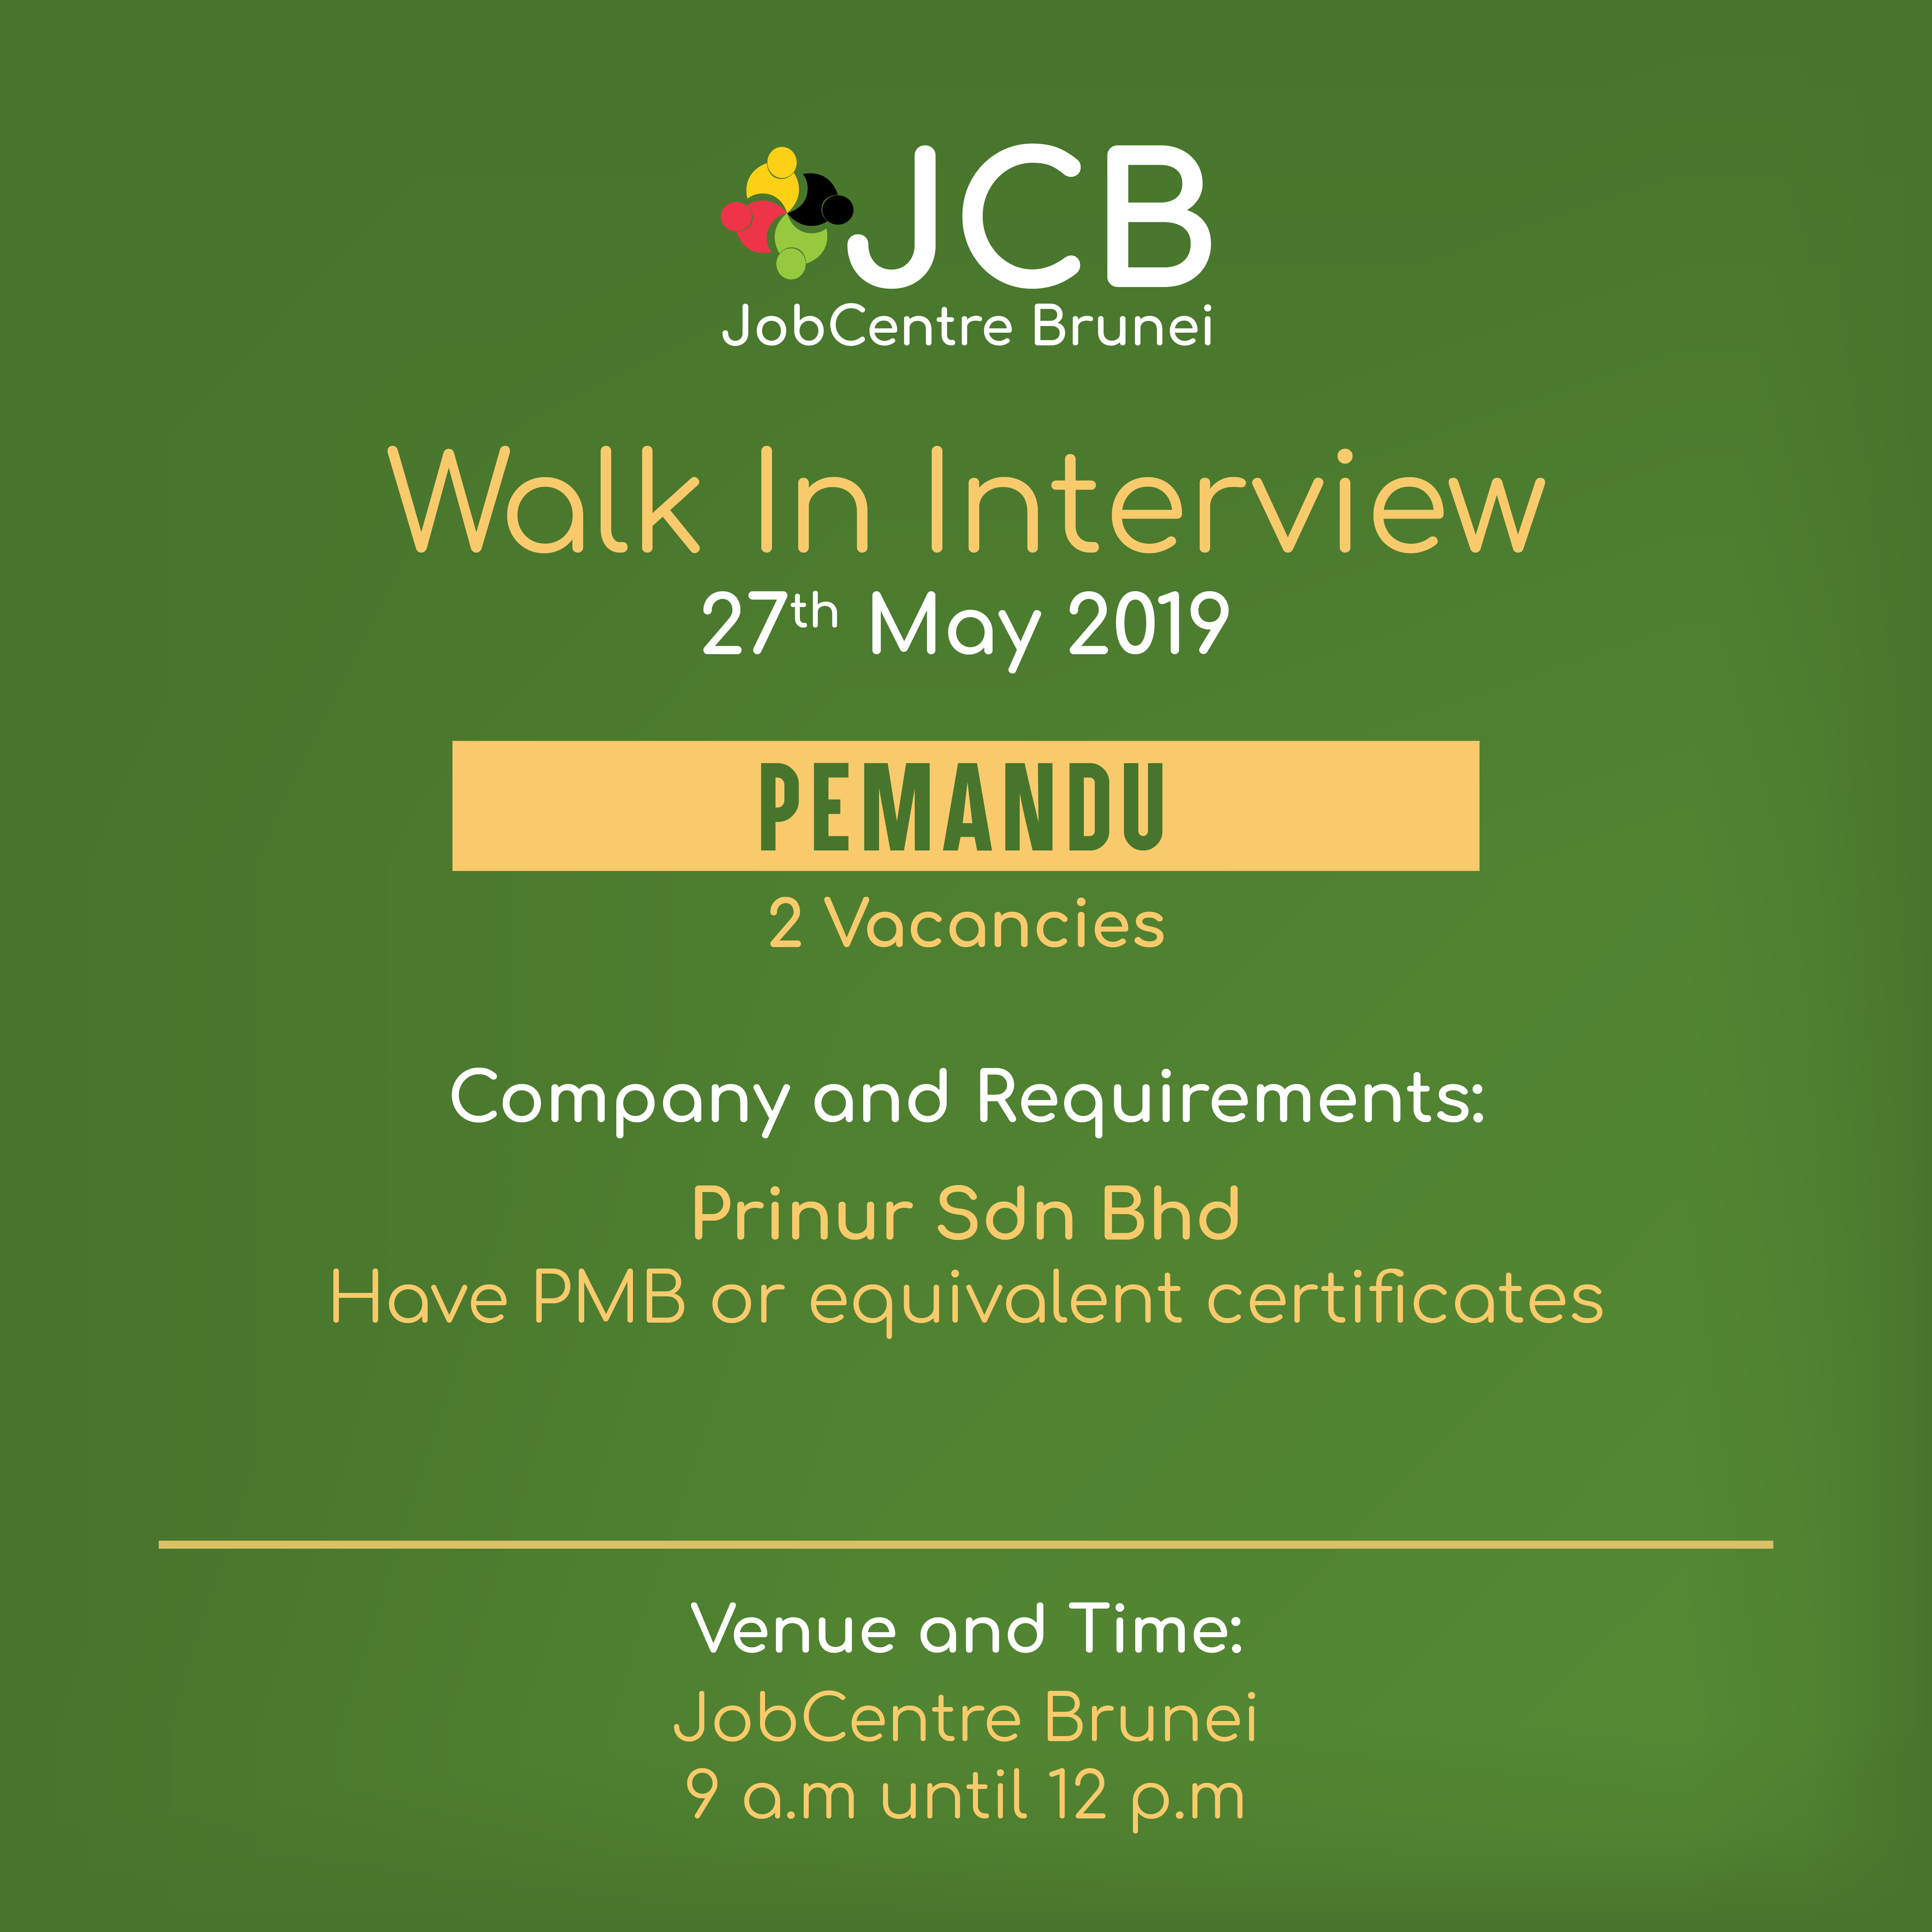 JCB
JobCentre Brunei
Walk In Interview
27th May 2019
PEMANDU
2 Vacancies
Company and Requirements:
Prinur Sdn Bhd
Have PMB or equivalent certificates
Venue and Time:
JobCentre Brunei
9 a.m until 12 p.m